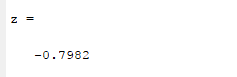 z =
-0.7982